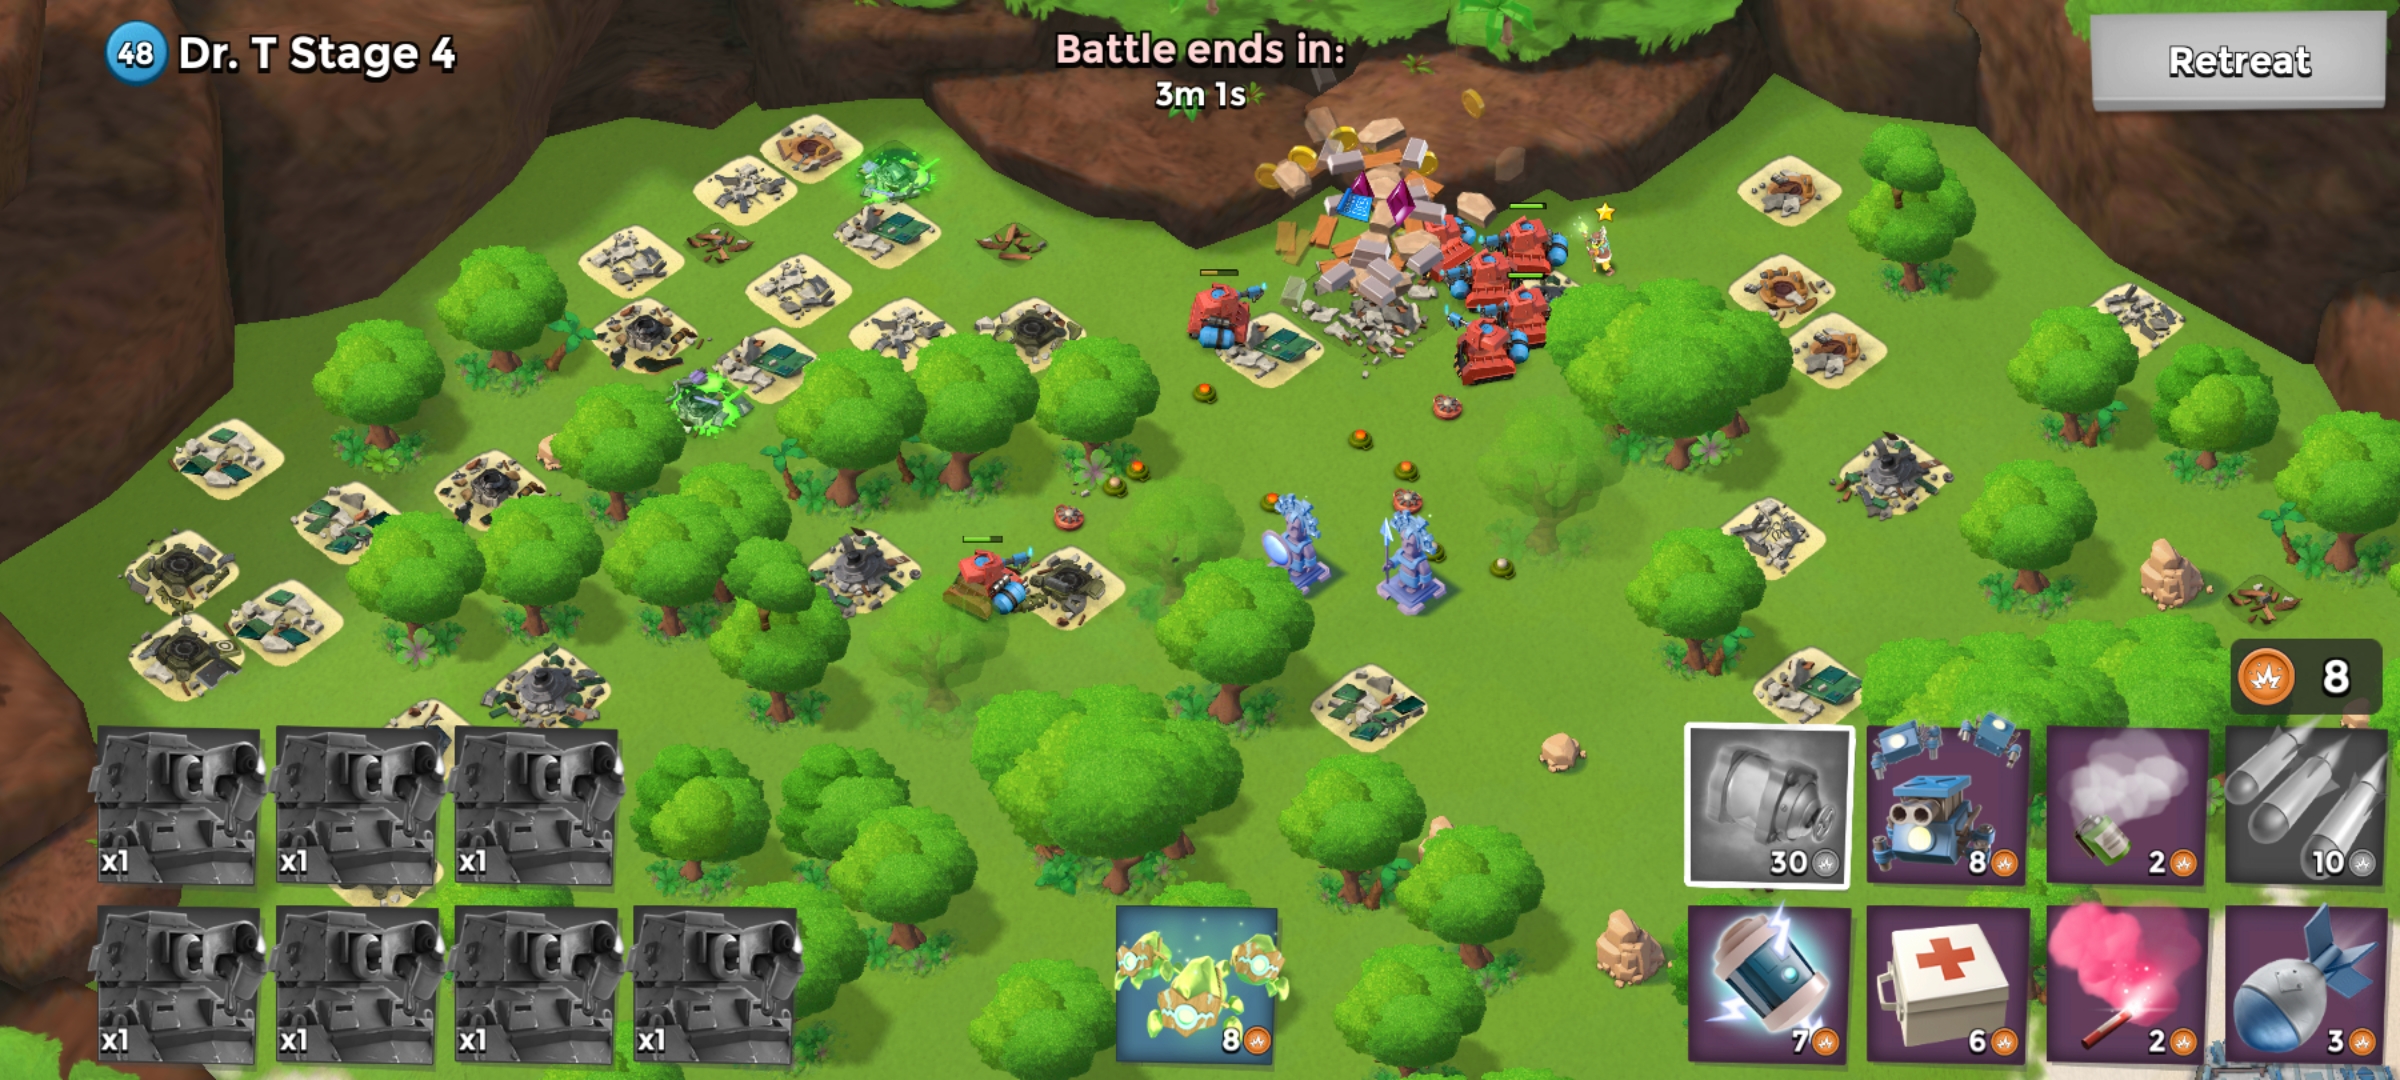 48 Dr. T Stage 4
Battle ends in:
3m 1s
Retreat
8
x1
x1
x1
30
8
2
10
x1
x1
x1
x1
8
7
6
2
3